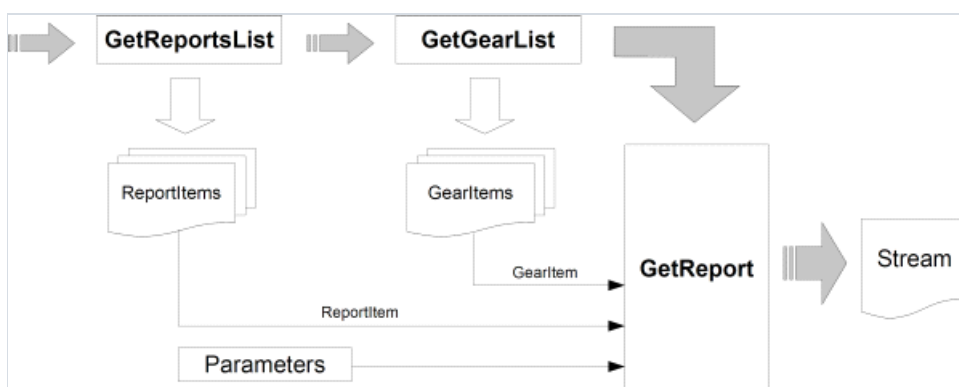 GetReportsList
GetGearList
ReportItems
GearItems
GetReport
Stream
GearItem
ReportItem
Parameters